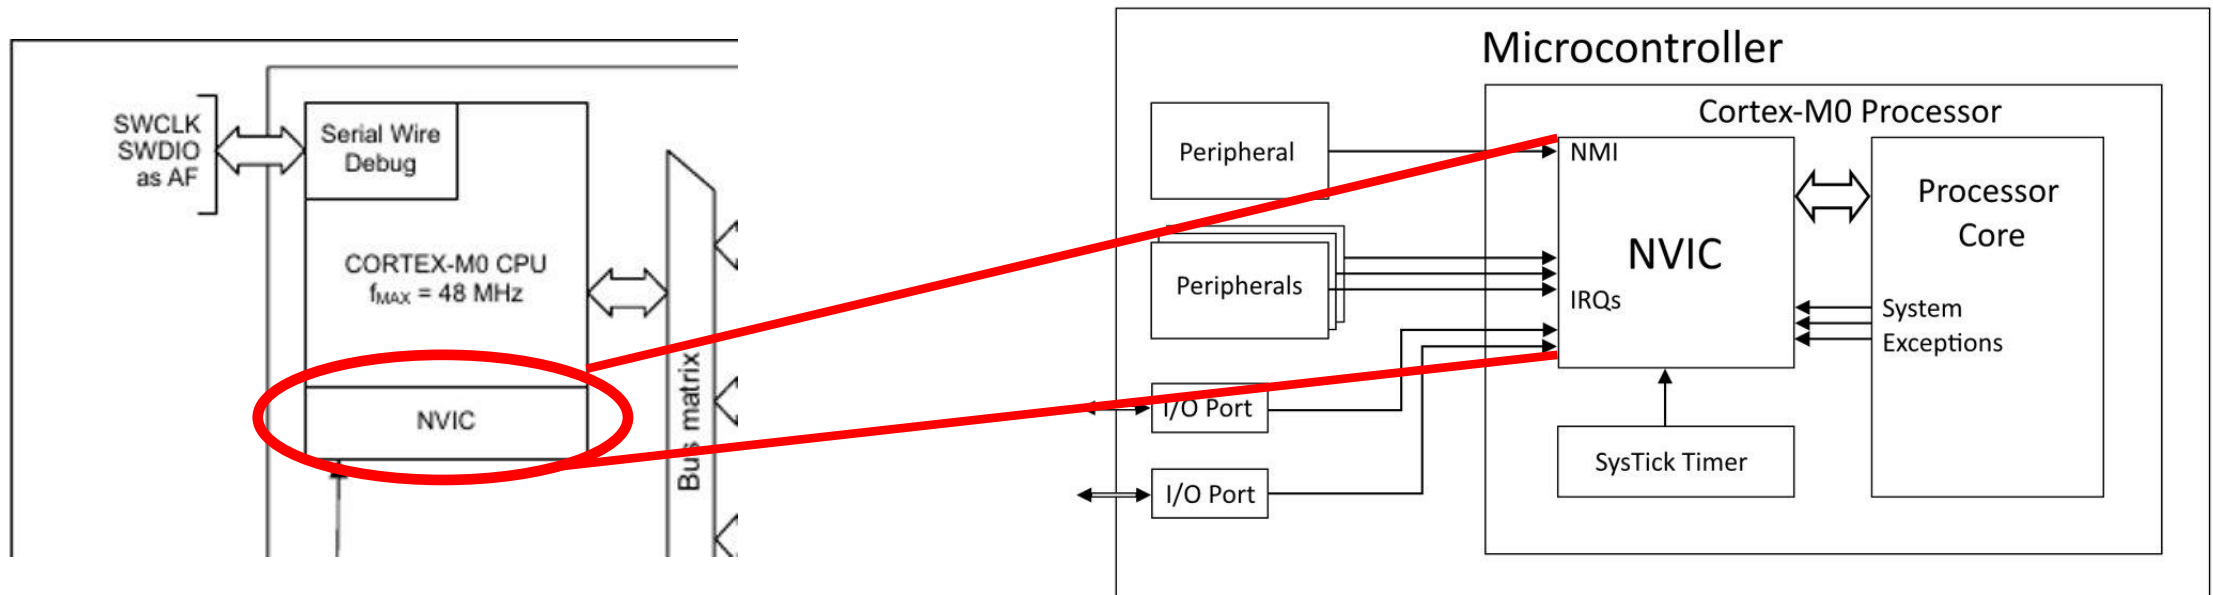 SWCLK
SWDIO
as AF
Serial Wire
Debug
CORTEX-M0 CPU
fMAX = 48 MHz
NVIC
Bus matrix
Microcontroller
Cortex-M0 Processor
Peripheral
NMI
Processor
Core
NVIC
Peripherals
IRQs
System
Exceptions
I/O Port
SysTick Timer
I/O Port